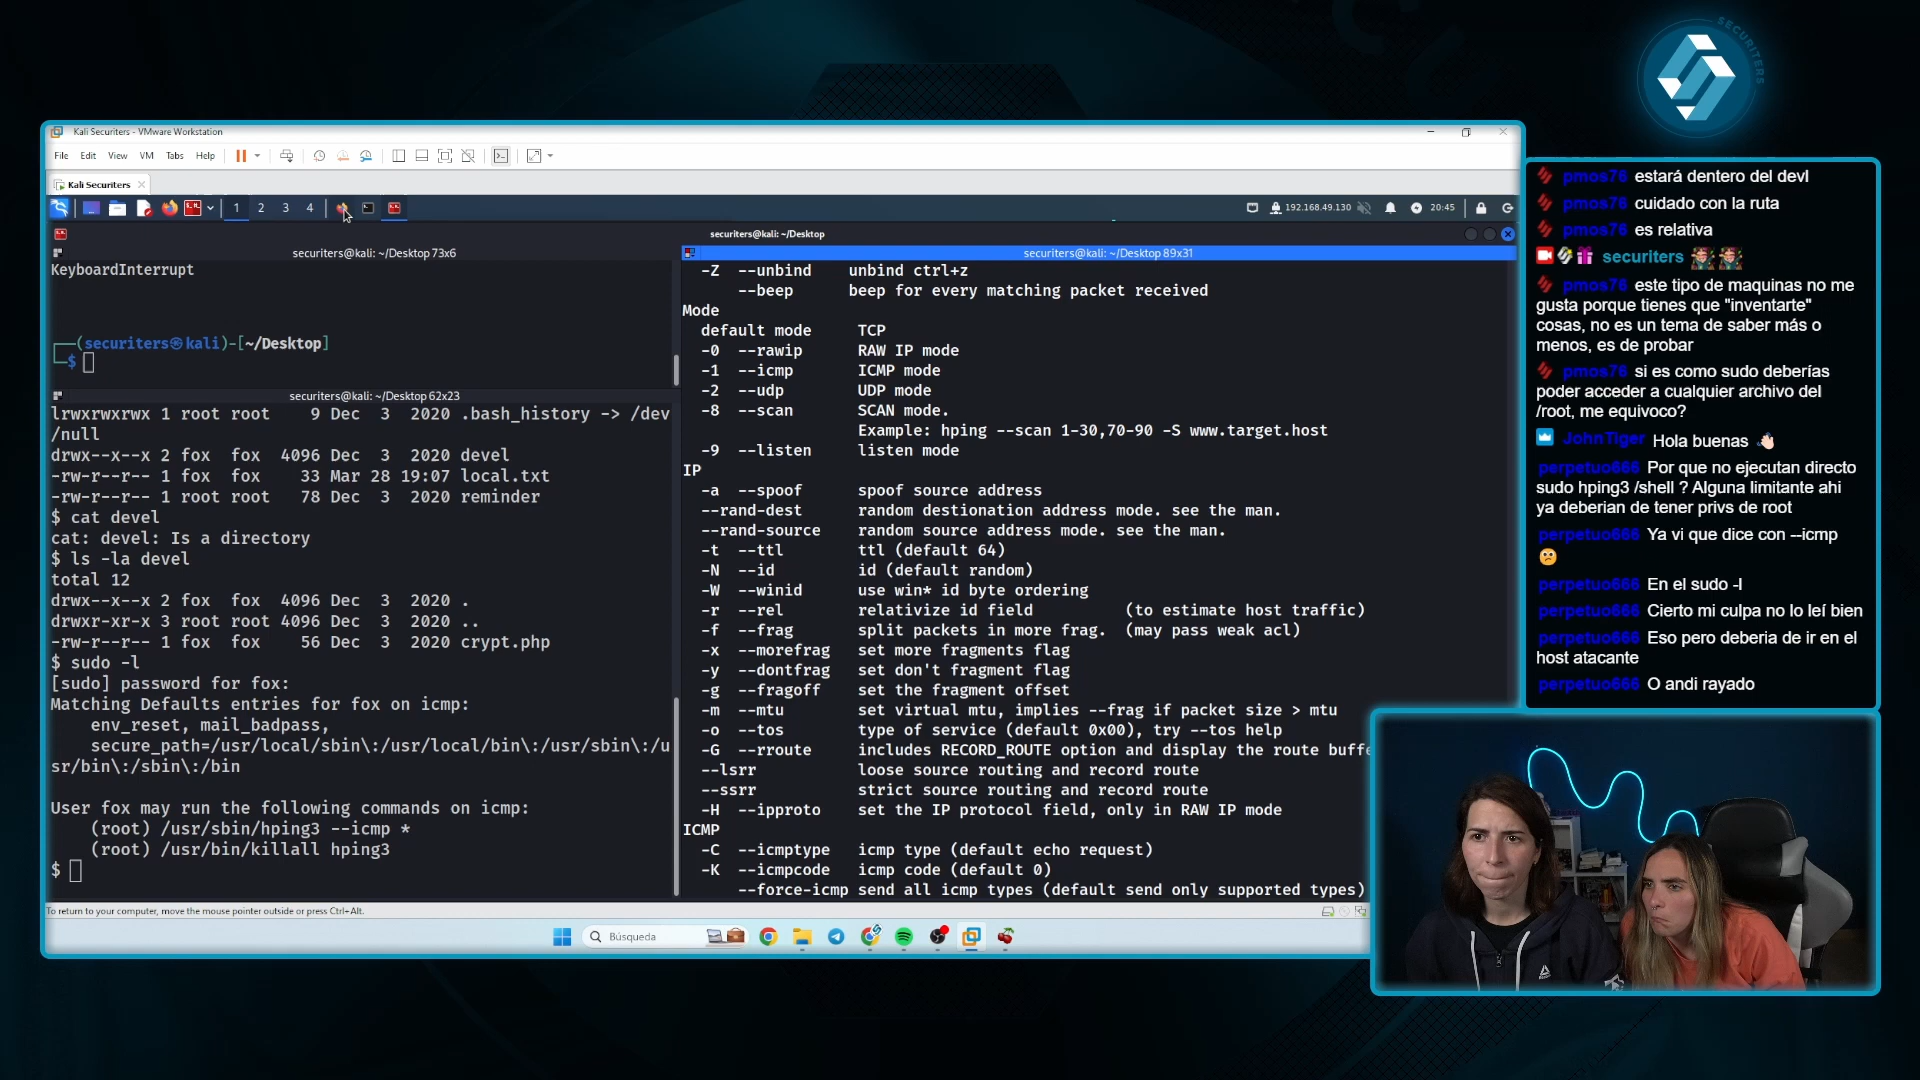 SECURITERS
Kali Securiters - VMware Workstation
File Edit View VM Tabs Help
Kali Securiters
1 2 3 4
192.168.49.130
20:45
securiters@kali: ~/Desktop
securiters@kali: ~/Desktop 73x6
KeyboardInterrupt
┌──(securiters㉿kali)-[~/Desktop]
└─$
securiters@kali: ~/Desktop 62x23
lrwxrwxrwx 1 root root    9 Dec  3  2020 .bash_history -> /dev
/null
drwx--x--x 2 fox  fox  4096 Dec  3  2020 devel
-rw-r--r-- 1 fox  fox    33 Mar 28 19:07 local.txt
-rw-r--r-- 1 root root   78 Dec  3  2020 reminder
$ cat devel
cat: devel: Is a directory
$ ls -la devel
total 12
drwx--x--x 2 fox  fox  4096 Dec  3  2020 .
drwxr-xr-x 3 root root 4096 Dec  3  2020 ..
-rw-r--r-- 1 fox  fox    56 Dec  3  2020 crypt.php
$ sudo -l
[sudo] password for fox:
Matching Defaults entries for fox on icmp:
    env_reset, mail_badpass,
    secure_path=/usr/local/sbin\:/usr/local/bin\:/usr/sbin\:/u
sr/bin\:/sbin\:/bin
User fox may run the following commands on icmp:
    (root) /usr/sbin/hping3 --icmp *
    (root) /usr/bin/killall hping3
$
securiters@kali: ~/Desktop 89x31
  -Z  --unbind    unbind ctrl+z
      --beep      beep for every matching packet received
Mode
  default mode     TCP
  -0  --rawip      RAW IP mode
  -1  --icmp       ICMP mode
  -2  --udp        UDP mode
  -8  --scan       SCAN mode.
                   Example: hping --scan 1-30,70-90 -S www.target.host
  -9  --listen     listen mode
IP
  -a  --spoof      spoof source address
  --rand-dest      random destionation address mode. see the man.
  --rand-source    random source address mode. see the man.
  -t  --ttl        ttl (default 64)
  -N  --id         id (default random)
  -W  --winid      use win* id byte ordering
  -r  --rel        relativize id field          (to estimate host traffic)
  -f  --frag       split packets in more frag.  (may pass weak acl)
  -x  --morefrag   set more fragments flag
  -y  --dontfrag   set don't fragment flag
  -g  --fragoff    set the fragment offset
  -m  --mtu        set virtual mtu, implies --frag if packet size > mtu
  -o  --tos        type of service (default 0x00), try --tos help
  -G  --rroute     includes RECORD_ROUTE option and display the route buffe
  --lsrr           loose source routing and record route
  --ssrr           strict source routing and record route
  -H  --ipproto    set the IP protocol field, only in RAW IP mode
ICMP
  -C  --icmptype   icmp type (default echo request)
  -K  --icmpcode   icmp code (default 0)
      --force-icmp send all icmp types (default send only supported types)
To return to your computer, move the mouse pointer outside or press Ctrl+Alt.
Búsqueda
pmos76 estará dentero del devl
pmos76 cuidado con la ruta
pmos76 es relativa
securiters
pmos76 este tipo de maquinas no me
gusta porque tienes que "inventarte"
cosas, no es un tema de saber más o
menos, es de probar
pmos76 si es como sudo deberías
poder acceder a cualquier archivo del
/root, me equivoco?
JohnTiger Hola buenas 👋🏻
perpetuo666 Por que no ejecutan directo
sudo hping3 /shell ? Alguna limitante ahi
ya deberian de tener privs de root
perpetuo666 Ya vi que dice con --icmp
😕
perpetuo666 En el sudo -l
perpetuo666 Cierto mi culpa no lo leí bien
perpetuo666 Eso pero deberia de ir en el
host atacante
perpetuo666 O andi rayado